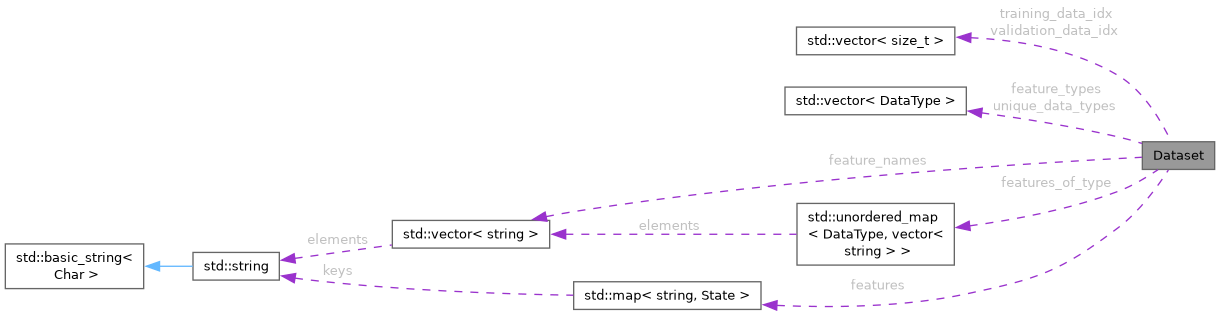 training_data_idx
validation_data_idx
std::vector< size_t >
feature_types
unique_data_types
std::vector< DataType >
Dataset
feature_names
features_of_type
std::unordered_map
< DataType, vector<
string > >
elements
std::vector< string >
elements
std::basic_string<
Char >
std::string
keys
std::map< string, State >
features